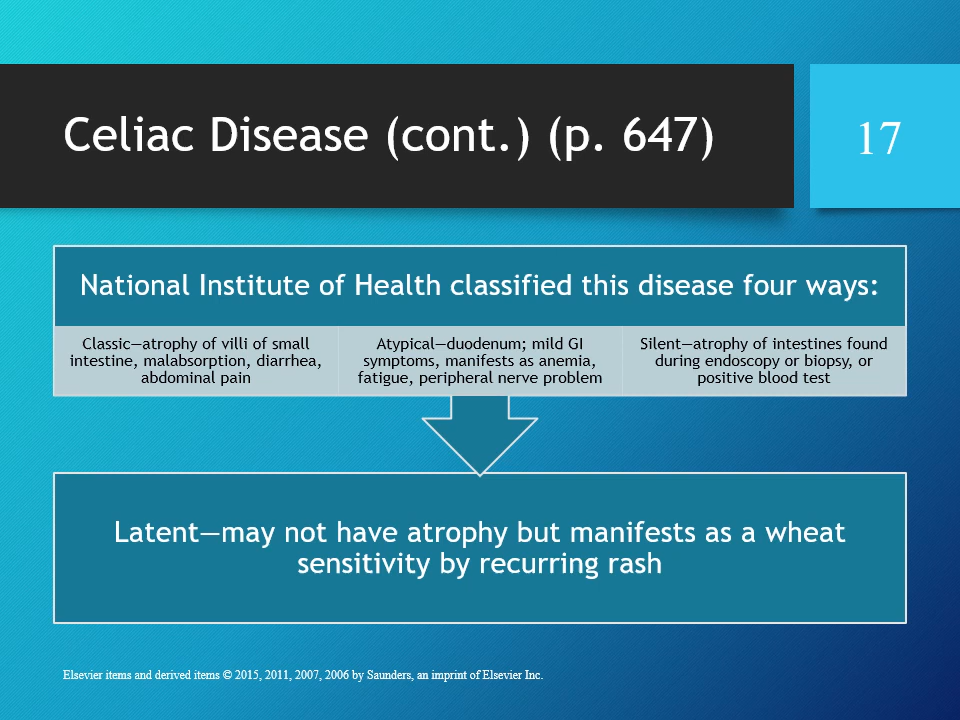 Celiac Disease (cont.) (p. 647)
17
National Institute of Health classified this disease four ways:
Classic—atrophy of villi of small
intestine, malabsorption, diarrhea,
abdominal pain
Atypical—duodenum; mild GI
symptoms, manifests as anemia,
fatigue, peripheral nerve problem
Silent—atrophy of intestines found
during endoscopy or biopsy, or
positive blood test
Latent—may not have atrophy but manifests as a wheat
sensitivity by recurring rash
Elsevier items and derived items © 2015, 2011, 2007, 2006 by Saunders, an imprint of Elsevier Inc.